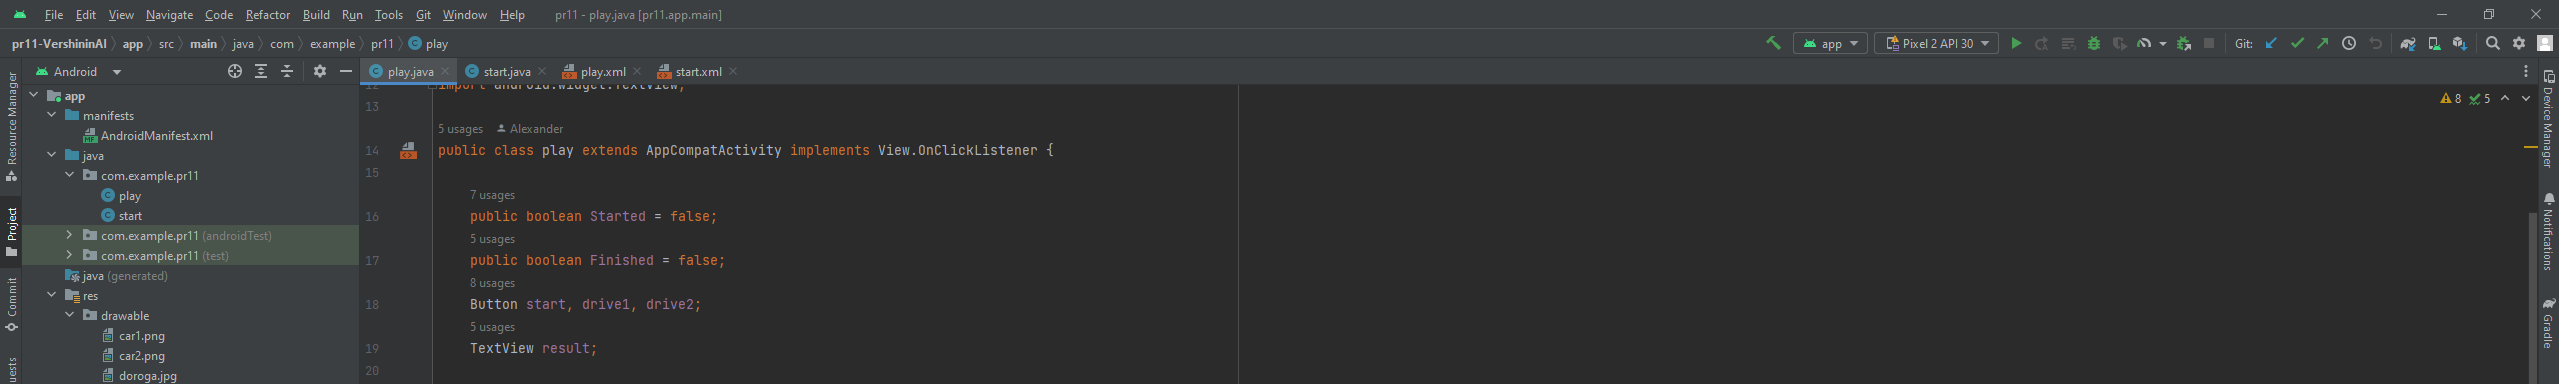 File Edit View Navigate Code Refactor Build Run Tools Git Window Help pr11 - play.java [pr11.app.main]
pr11-VershininAI app src main java com example pr11 play app Pixel 2 API 30 Git:
Android
play.java start.java play.xml start.xml
Resource Manager
Project
Commit
app
manifests
AndroidManifest.xml
java
com.example.pr11
play
start
com.example.pr11 (androidTest)
com.example.pr11 (test)
java (generated)
res
drawable
car1.png
car2.png
doroga.jpg
12 import android.widget.TextView;
13
5 usages Alexander
14 public class play extends AppCompatActivity implements View.OnClickListener {
15
7 usages
16 public boolean Started = false;
5 usages
17 public boolean Finished = false;
8 usages
18 Button start, drive1, drive2;
5 usages
19 TextView result;
20
8 5
Device Manager
Notifications
Gradle